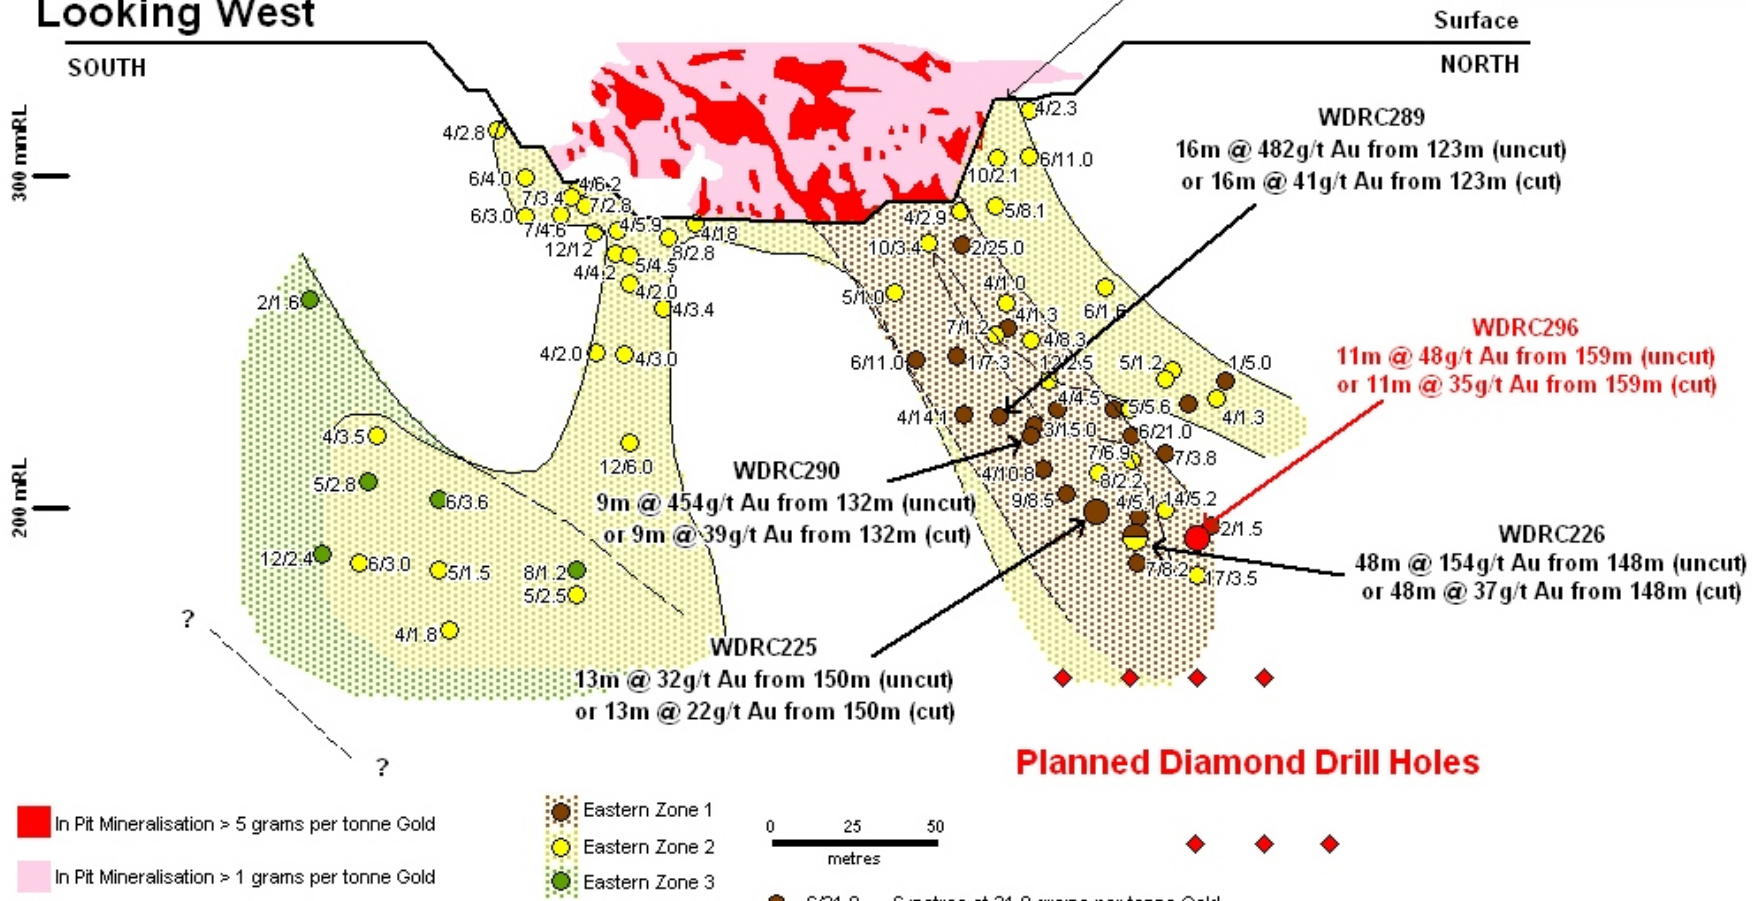 Looking West
Surface
SOUTH
NORTH
300 mRL
200 mRL
WDRC289
16m @ 482g/t Au from 123m (uncut)
or 16m @ 41g/t Au from 123m (cut)
WDRC296
11m @ 48g/t Au from 159m (uncut)
or 11m @ 35g/t Au from 159m (cut)
WDRC290
9m @ 454g/t Au from 132m (uncut)
or 9m @ 39g/t Au from 132m (cut)
WDRC226
48m @ 154g/t Au from 148m (uncut)
or 48m @ 37g/t Au from 148m (cut)
WDRC225
13m @ 32g/t Au from 150m (uncut)
or 13m @ 22g/t Au from 150m (cut)
4/2.8
4/2.3
6/4.0
4/6.2
7/3.4
7/2.8
6/3.0
7/4.6
4/5.9
4/18
12/12
8/2.8
4/4.2
5/4.5
4/2.0
4/3.4
4/2.0
4/3.0
12/6.0
10/2.1
6/11.0
4/2.9
5/8.1
10/3.4
2/25.0
5/1.0
4/1.0
6/1.6
4/1.3
7/1.2
4/8.3
6/11.0
1/7.3
12/2.5
5/1.2
1/5.0
4/14.1
4/4.5
5/5.6
4/1.3
3/15.0
6/21.0
7/6.9
7/3.8
4/10.8
8/2.2
9/8.5
4/5.1
14/5.2
2/1.5
7/8.2
17/3.5
2/1.6
4/3.5
5/2.8
6/3.6
12/2.4
6/3.0
5/1.5
8/1.2
5/2.5
4/1.8
?
?
Planned Diamond Drill Holes
In Pit Mineralisation > 5 grams per tonne Gold
In Pit Mineralisation > 1 grams per tonne Gold
Eastern Zone 1
Eastern Zone 2
Eastern Zone 3
0 25 50
metres
6/21.0 6 metres at 21.0 grams per tonne Gold